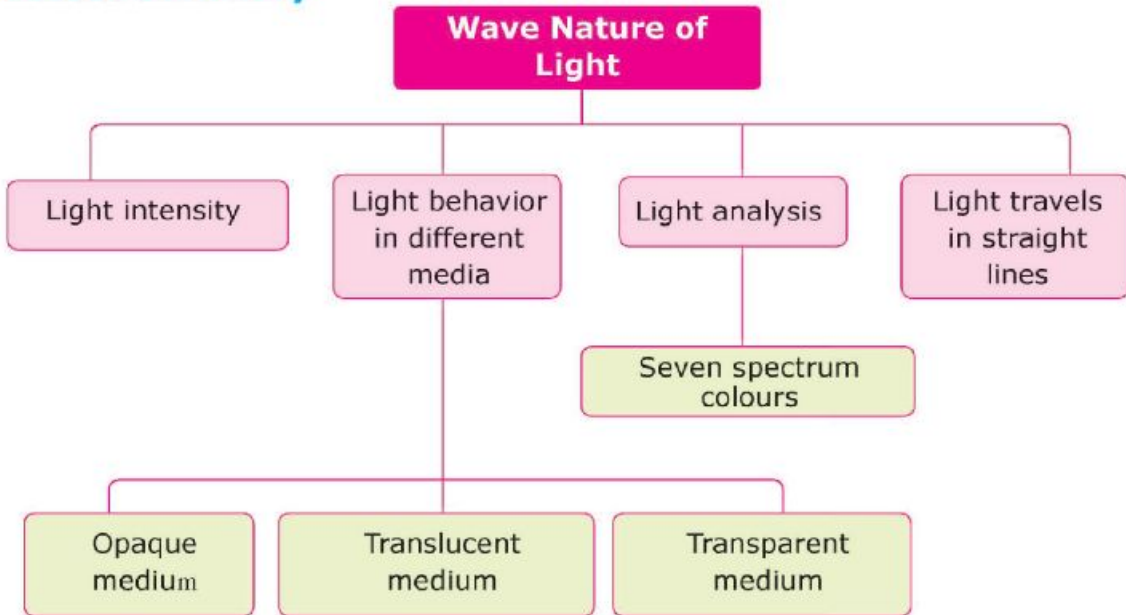 Wave Nature of
Light
Light intensity
Light behavior
in different
media
Light analysis
Light travels
in straight
lines
Seven spectrum
colours
Opaque
medium
Translucent
medium
Transparent
medium